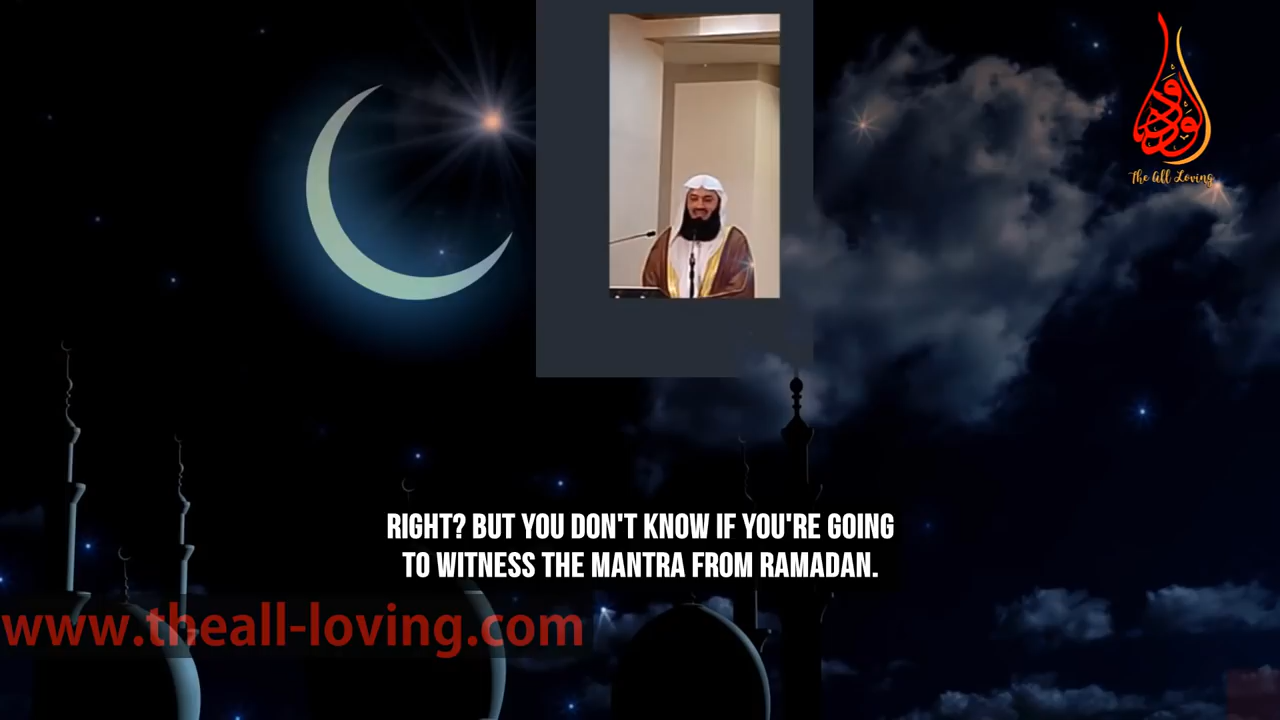 ودود
The All Loving
RIGHT? BUT YOU DON'T KNOW IF YOU'RE GOING
TO WITNESS THE MANTRA FROM RAMADAN.
www.theall-loving.com